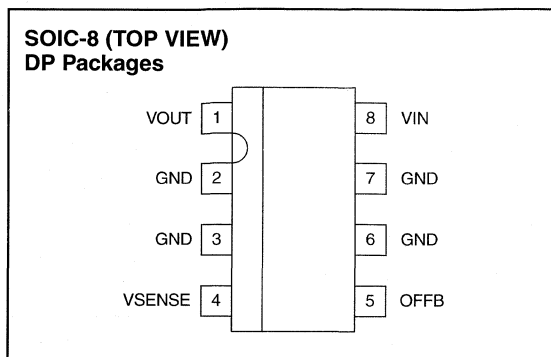 SOIC-8 (TOP VIEW)
DP Packages
VOUT 1 8 VIN
GND 2 7 GND
GND 3 6 GND
VSENSE 4 5 OFFB